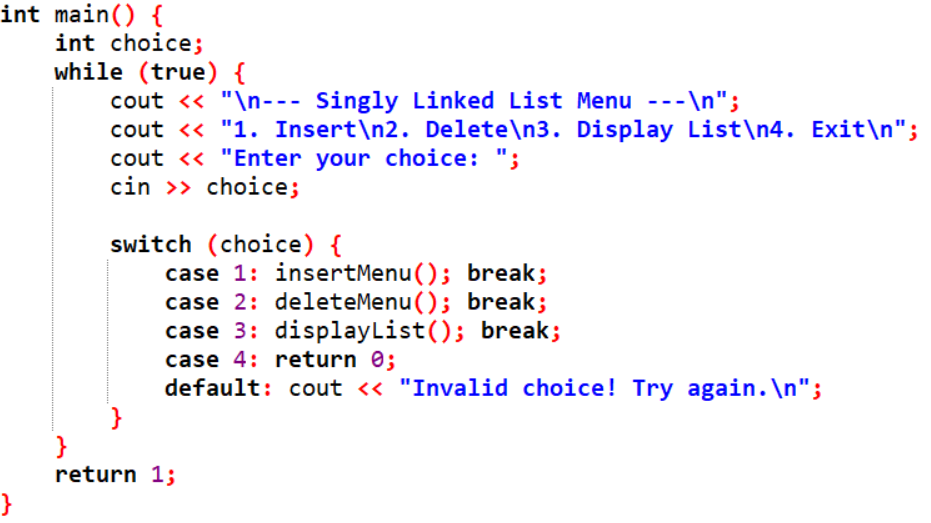 int main() {
    int choice;
    while (true) {
        cout << "\n--- Singly Linked List Menu ---\n";
        cout << "1. Insert\n2. Delete\n3. Display List\n4. Exit\n";
        cout << "Enter your choice: ";
        cin >> choice;

        switch (choice) {
            case 1: insertMenu(); break;
            case 2: deleteMenu(); break;
            case 3: displayList(); break;
            case 4: return 0;
            default: cout << "Invalid choice! Try again.\n";
        }
    }
    return 1;
}